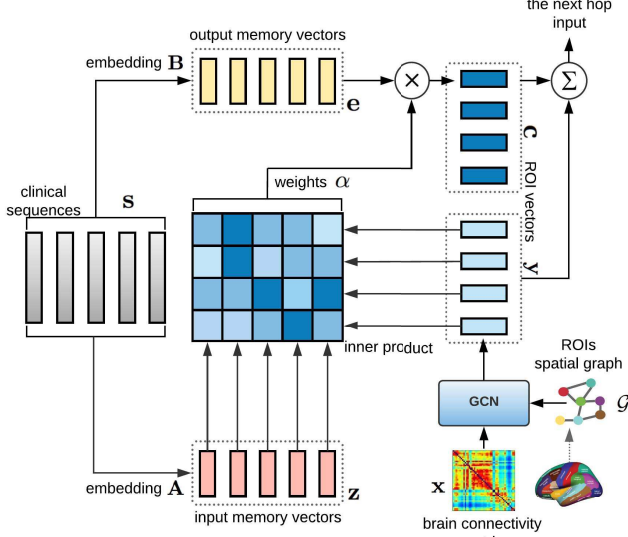 the next hop
input
output memory vectors
embedding B
e
×
Σ
c
ROI vectors
weights α
clinical
sequences
s
y
inner product
ROIs
spatial graph
GCN
G
embedding A
z
x
input memory vectors
brain connectivity